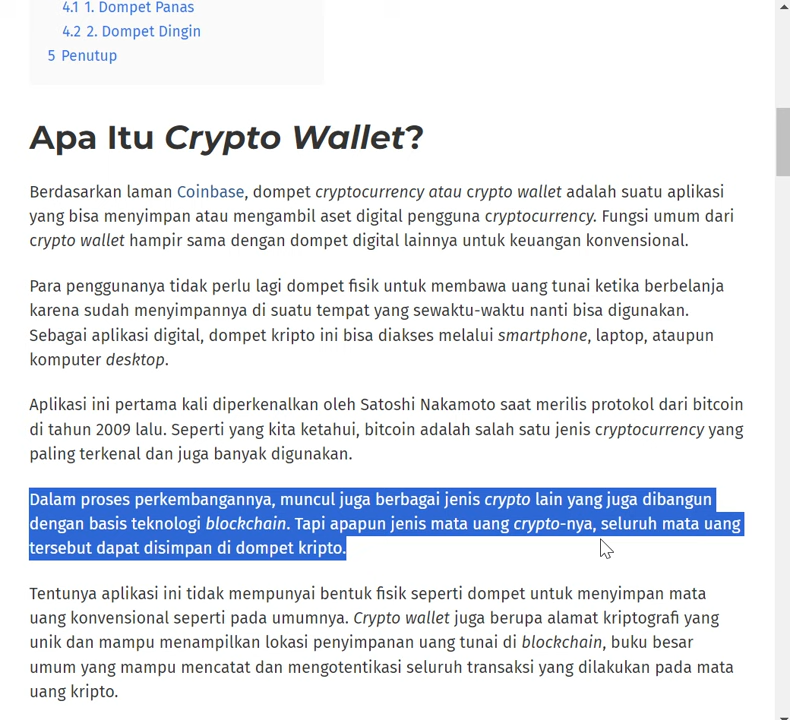 4.1 1. Dompet Panas
4.2 2. Dompet Dingin
5 Penutup
Apa Itu Crypto Wallet?
Berdasarkan laman Coinbase, dompet cryptocurrency atau crypto wallet adalah suatu aplikasi
yang bisa menyimpan atau mengambil aset digital pengguna cryptocurrency. Fungsi umum dari
crypto wallet hampir sama dengan dompet digital lainnya untuk keuangan konvensional.
Para penggunanya tidak perlu lagi dompet fisik untuk membawa uang tunai ketika berbelanja
karena sudah menyimpannya di suatu tempat yang sewaktu-waktu nanti bisa digunakan.
Sebagai aplikasi digital, dompet kripto ini bisa diakses melalui smartphone, laptop, ataupun
komputer desktop.
Aplikasi ini pertama kali diperkenalkan oleh Satoshi Nakamoto saat merilis protokol dari bitcoin
di tahun 2009 lalu. Seperti yang kita ketahui, bitcoin adalah salah satu jenis cryptocurrency yang
paling terkenal dan juga banyak digunakan.
Dalam proses perkembangannya, muncul juga berbagai jenis crypto lain yang juga dibangun
dengan basis teknologi blockchain. Tapi apapun jenis mata uang crypto-nya, seluruh mata uang
tersebut dapat disimpan di dompet kripto.
Tentunya aplikasi ini tidak mempunyai bentuk fisik seperti dompet untuk menyimpan mata
uang konvensional seperti pada umumnya. Crypto wallet juga berupa alamat kriptografi yang
unik dan mampu menampilkan lokasi penyimpanan uang tunai di blockchain, buku besar
umum yang mampu mencatat dan mengotentikasi seluruh transaksi yang dilakukan pada mata
uang kripto.